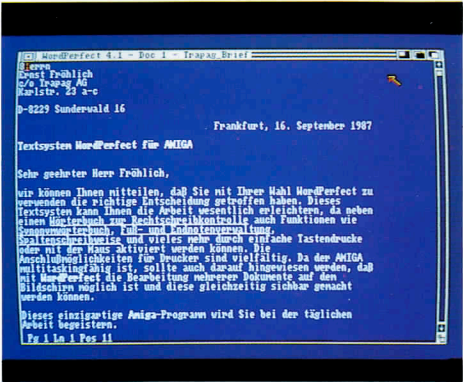 WordPerfect 4.1 - Doc 1 - Trapag_Brief
Herrn
Ernst Fröhlich
c/o Trapag AG
Karlstr. 23 a-c
D-8229 Sunderwald 16
Frankfurt, 16. September 1987
Textsystem WordPerfect für AMIGA
Sehr geehrter Herr Fröhlich,
wir können Ihnen mitteilen, daß Sie mit Ihrer Wahl WordPerfect zu
verwenden die richtige Entscheidung getroffen haben. Dieses
Textsystem kann Ihnen die Arbeit wesentlich erleichtern, da neben
einem Wörterbuch zur Rechtschreibkontrolle auch Funktionen wie
Synonymwörterbuch, Fuß- und Endnotenverwaltung,
Spaltenschreibweise und vieles mehr durch einfache Tastendrucke
oder mit der Maus aktiviert werden können. Die
Anschlußmöglichkeiten für Drucker sind vielfältig. Da der AMIGA
multitaskingfähig ist, sollte auch darauf hingewiesen werden, daß
mit WordPerfect die Bearbeitung mehrerer Dokumente auf dem
Bildschirm möglich ist und diese gleichzeitig sichbar gemacht
werden können.
Dieses einzigartige Amiga-Programm wird Sie bei der täglichen
Arbeit begeistern.
Pg 1 Ln 1 Pos 11